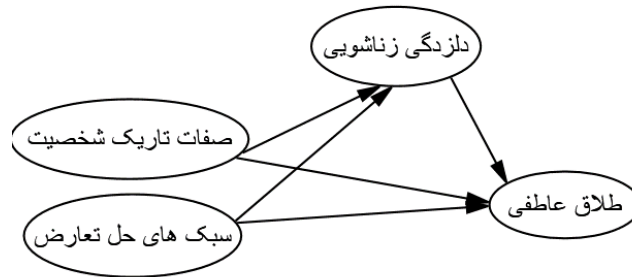 دلزدگی زناشویی
صفات تاریک شخصیت
طلاق عاطفی
سبک های حل تعارض